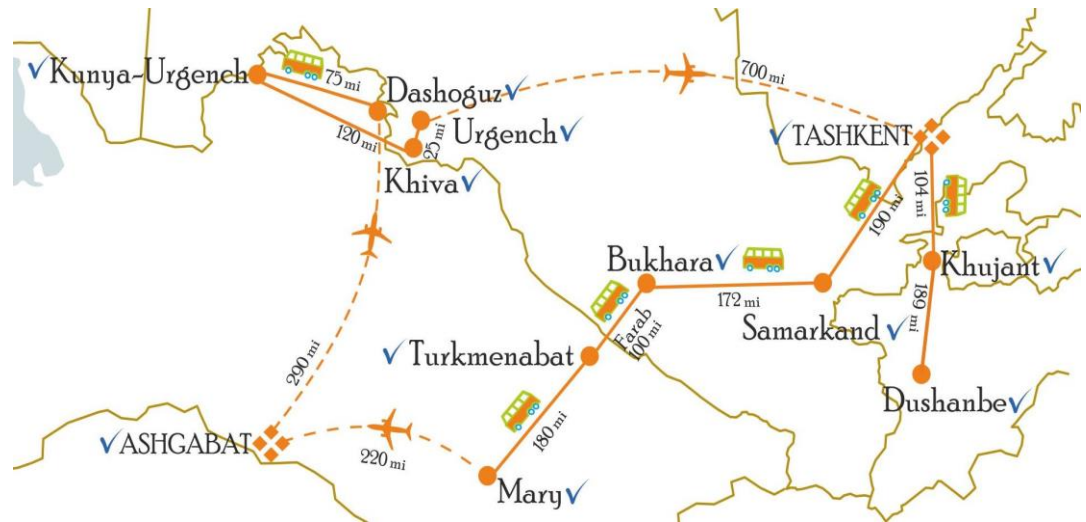 Kunya-Urgench
75 mi
Dashoguz
700 mi
Urgench
120 mi
25 mi
Khiva
TASHKENT
104 mi
190 mi
Bukhara
Khujant
172 mi
189 mi
Farab
100 mi
Samarkand
Turkmenabat
290 mi
Dushanbe
180 mi
ASHGABAT
220 mi
Mary